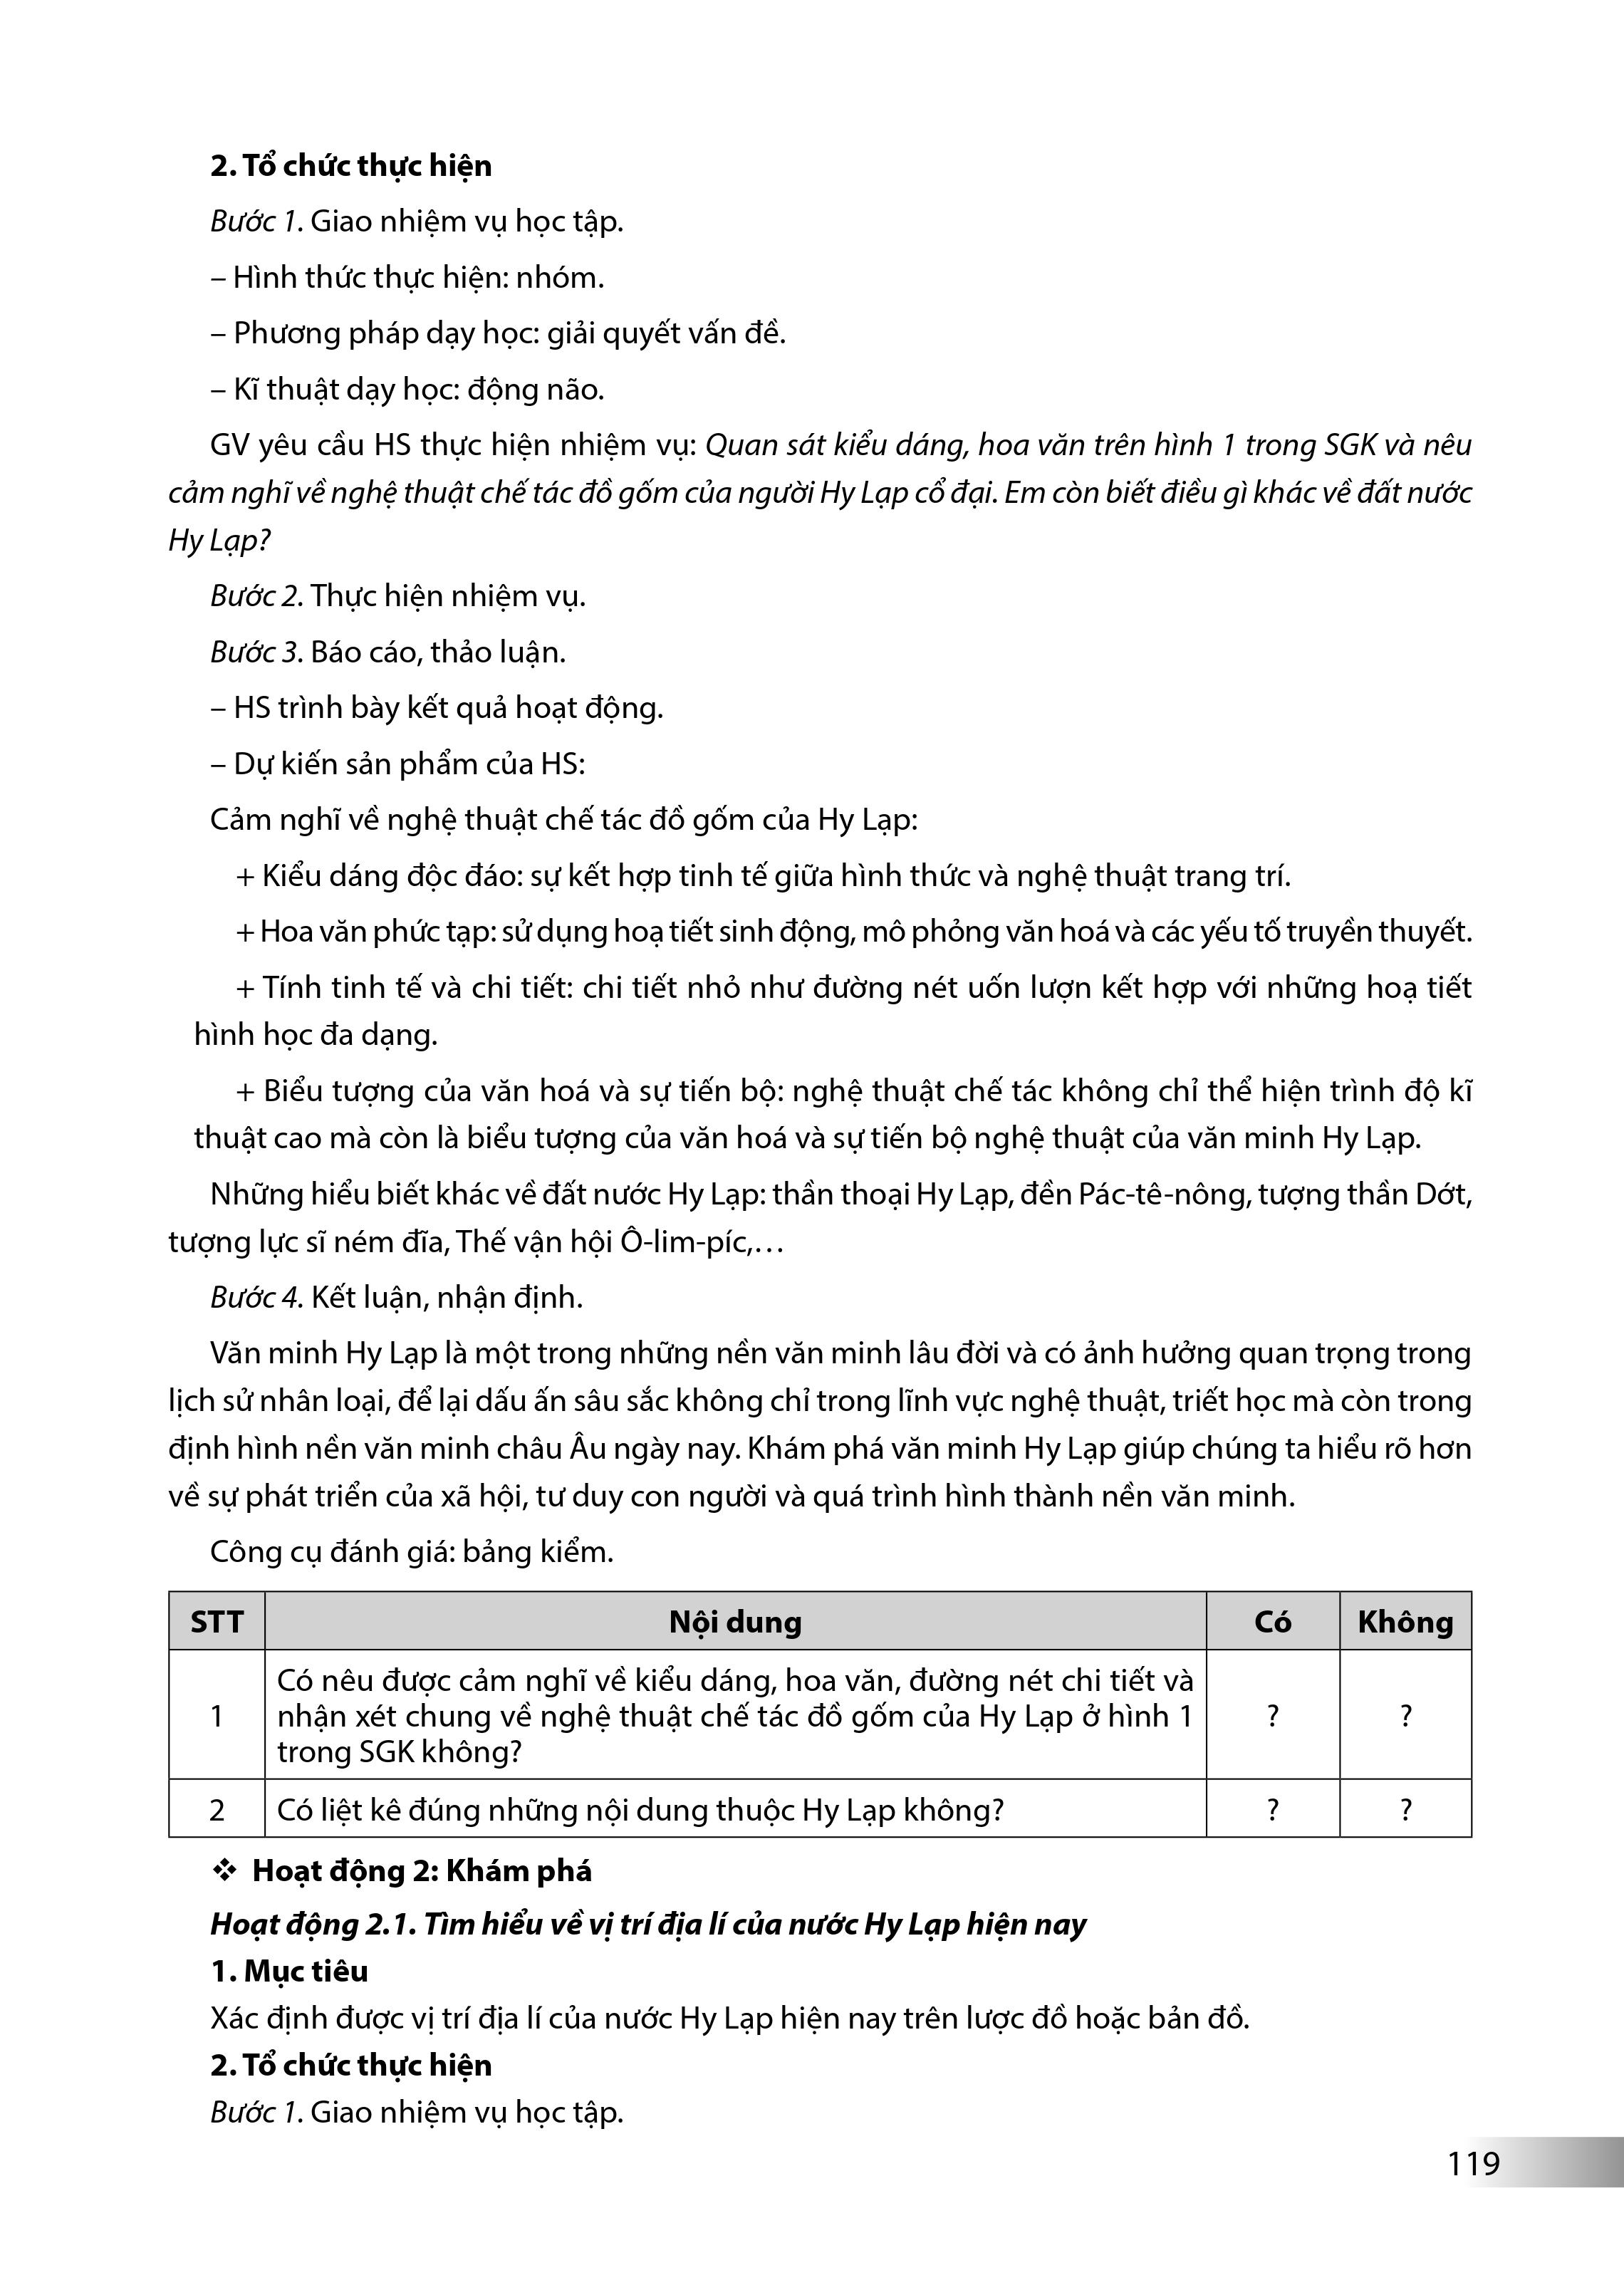 2. Tổ chức thực hiện
Bước 1. Giao nhiệm vụ học tập.
– Hình thức thực hiện: nhóm.
– Phương pháp dạy học: giải quyết vấn đề.
– Kĩ thuật dạy học: động não.
GV yêu cầu HS thực hiện nhiệm vụ: Quan sát kiểu dáng, hoa văn trên hình 1 trong SGK và nêu
cảm nghĩ về nghệ thuật chế tác đồ gốm của người Hy Lạp cổ đại. Em còn biết điều gì khác về đất nước
Hy Lạp?
Bước 2. Thực hiện nhiệm vụ.
Bước 3. Báo cáo, thảo luận.
– HS trình bày kết quả hoạt động.
– Dự kiến sản phẩm của HS:
Cảm nghĩ về nghệ thuật chế tác đồ gốm của Hy Lạp:
+ Kiểu dáng độc đáo: sự kết hợp tinh tế giữa hình thức và nghệ thuật trang trí.
+ Hoa văn phức tạp: sử dụng hoạ tiết sinh động, mô phỏng văn hoá và các yếu tố truyền thuyết.
+ Tính tinh tế và chi tiết: chi tiết nhỏ như đường nét uốn lượn kết hợp với những hoạ tiết
hình học đa dạng.
+ Biểu tượng của văn hoá và sự tiến bộ: nghệ thuật chế tác không chỉ thể hiện trình độ kĩ
thuật cao mà còn là biểu tượng của văn hoá và sự tiến bộ nghệ thuật của văn minh Hy Lạp.
Những hiểu biết khác về đất nước Hy Lạp: thần thoại Hy Lạp, đền Pác-tê-nông, tượng thần Dớt,
tượng lực sĩ ném đĩa, Thế vận hội Ô-lim-píc,…
Bước 4. Kết luận, nhận định.
Văn minh Hy Lạp là một trong những nền văn minh lâu đời và có ảnh hưởng quan trọng trong
lịch sử nhân loại, để lại dấu ấn sâu sắc không chỉ trong lĩnh vực nghệ thuật, triết học mà còn trong
định hình nền văn minh châu Âu ngày nay. Khám phá văn minh Hy Lạp giúp chúng ta hiểu rõ hơn
về sự phát triển của xã hội, tư duy con người và quá trình hình thành nền văn minh.
Công cụ đánh giá: bảng kiểm.
STT Nội dung Có Không
1 Có nêu được cảm nghĩ về kiểu dáng, hoa văn, đường nét chi tiết và
nhận xét chung về nghệ thuật chế tác đồ gốm của Hy Lạp ở hình 1
trong SGK không? ? ?
2 Có liệt kê đúng những nội dung thuộc Hy Lạp không? ? ?
❖ Hoạt động 2: Khám phá
Hoạt động 2.1. Tìm hiểu về vị trí địa lí của nước Hy Lạp hiện nay
1. Mục tiêu
Xác định được vị trí địa lí của nước Hy Lạp hiện nay trên lược đồ hoặc bản đồ.
2. Tổ chức thực hiện
Bước 1. Giao nhiệm vụ học tập.
119